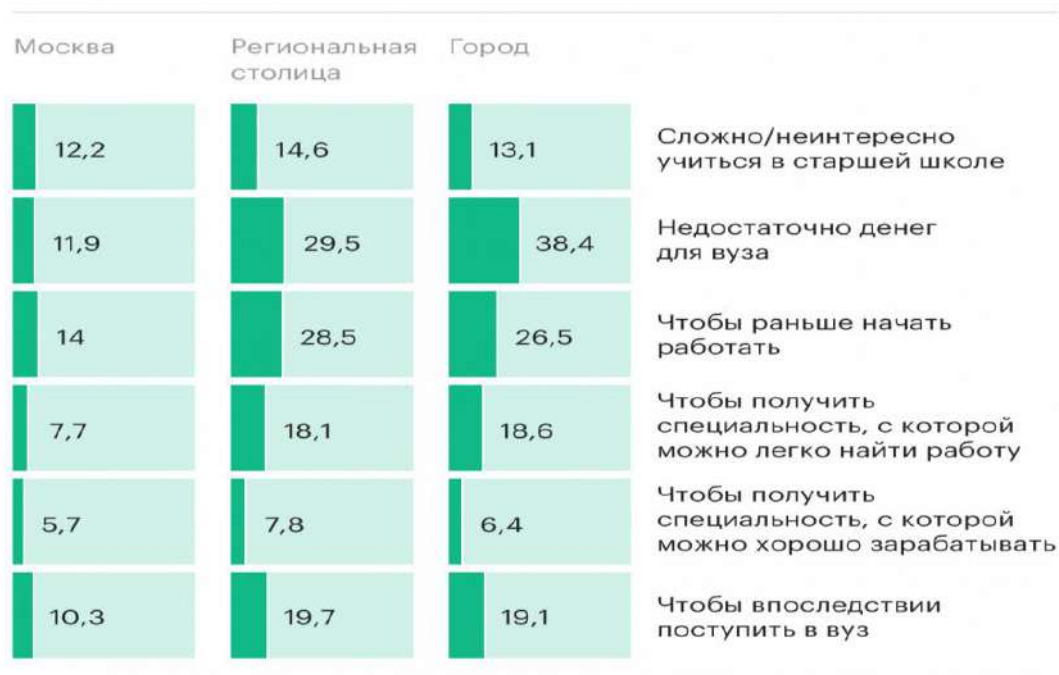 Москва
Региональная
столица
Город
12,2
14,6
13,1
Сложно/неинтересно
учиться в старшей школе
11,9
29,5
38,4
Недостаточно денег
для вуза
14
28,5
26,5
Чтобы раньше начать
работать
7,7
18,1
18,6
Чтобы получить
специальность, с которой
можно легко найти работу
5,7
7,8
6,4
Чтобы получить
специальность, с которой
можно хорошо зарабатывать
10,3
19,7
19,1
Чтобы впоследствии
поступить в вуз